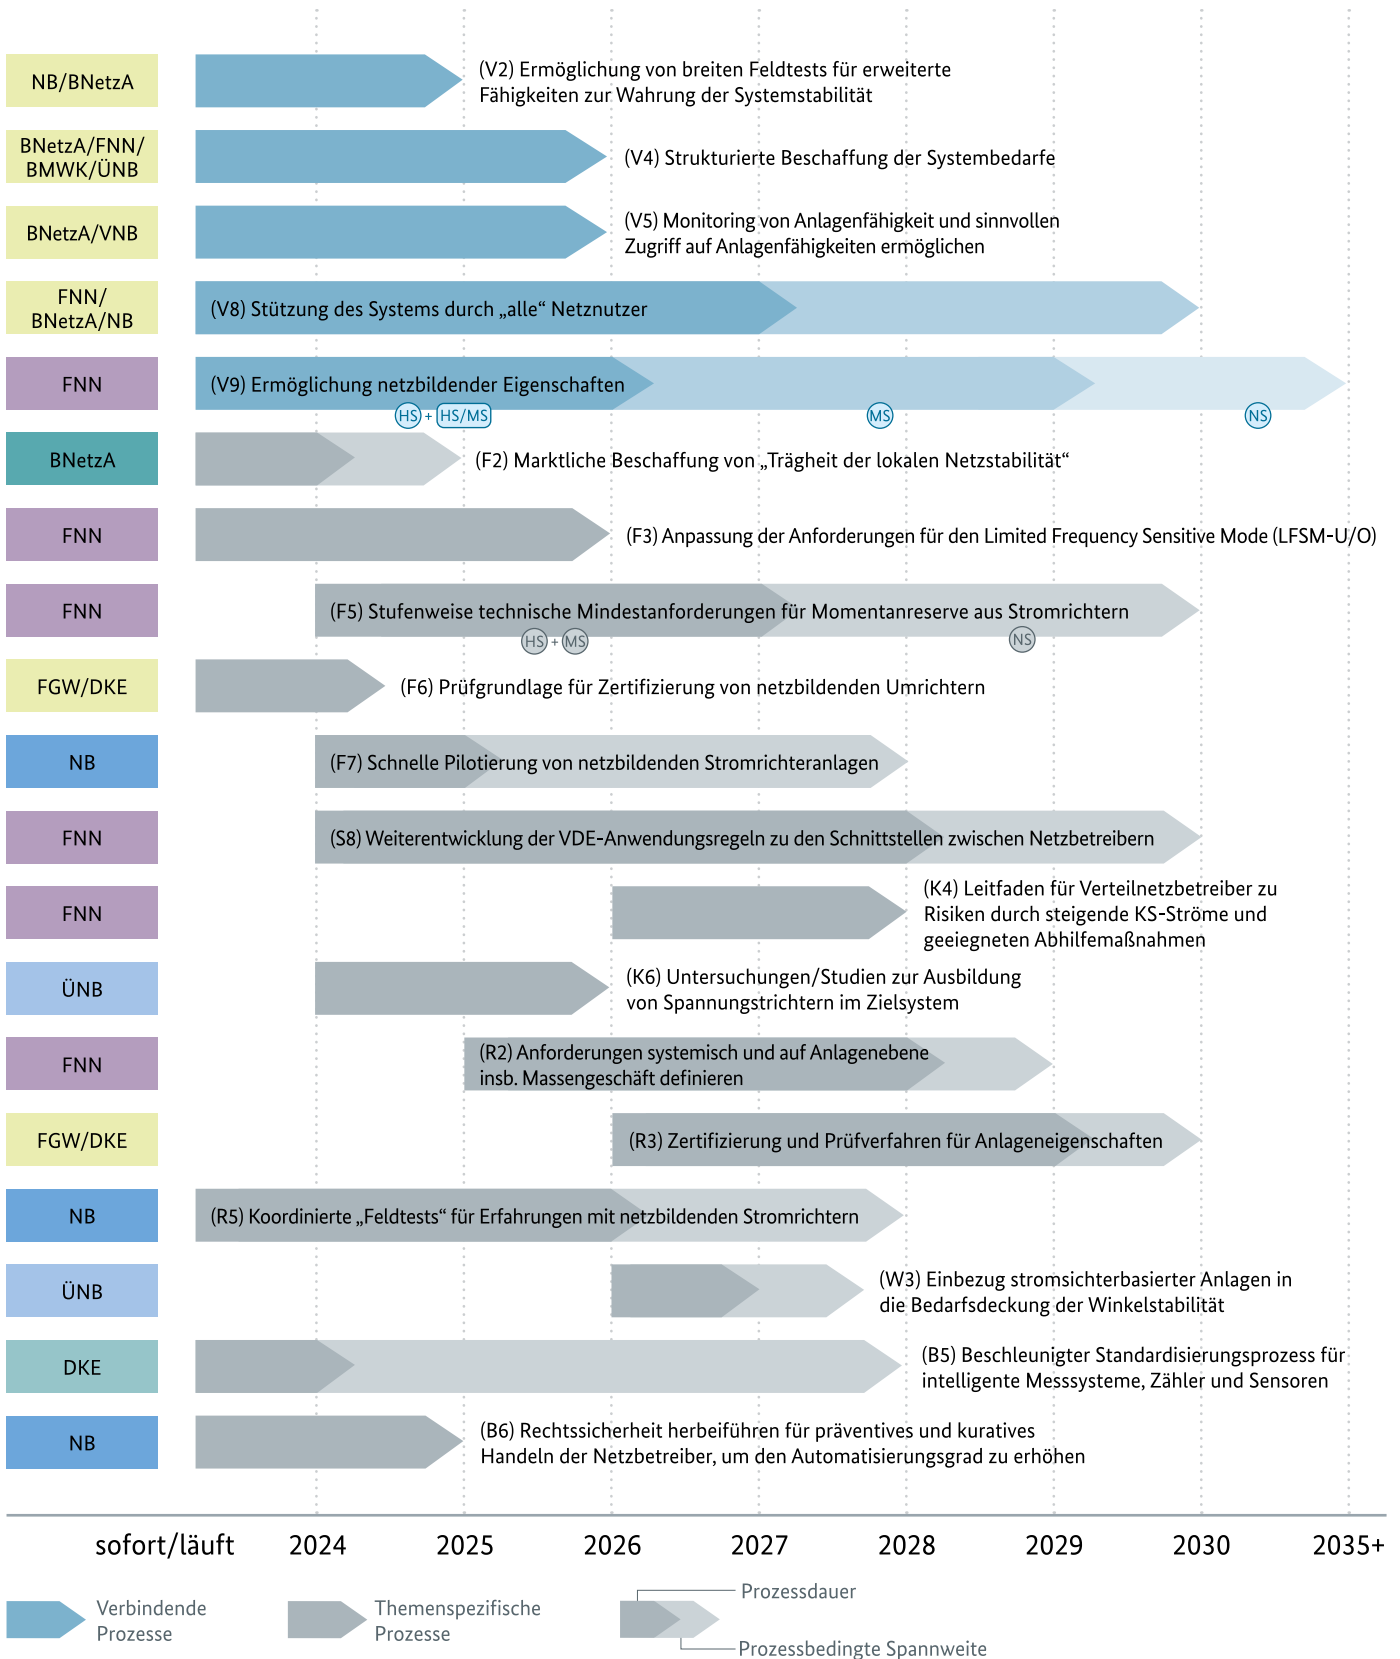 NB/BNetzA
(V2) Ermöglichung von breiten Feldtests für erweiterte
Fähigkeiten zur Wahrung der Systemstabilität
BNetzA/FNN/
BMWK/ÜNB
(V4) Strukturierte Beschaffung der Systembedarfe
BNetzA/VNB
(V5) Monitoring von Anlagenfähigkeit und sinnvollen
Zugriff auf Anlagenfähigkeiten ermöglichen
FNN/
BNetzA/NB
(V8) Stützung des Systems durch „alle“ Netznutzer
FNN
(V9) Ermöglichung netzbildender Eigenschaften
HS + HS/MS
MS
NS
BNetzA
(F2) Marktliche Beschaffung von „Trägheit der lokalen Netzstabilität“
FNN
(F3) Anpassung der Anforderungen für den Limited Frequency Sensitive Mode (LFSM-U/O)
FNN
(F5) Stufenweise technische Mindestanforderungen für Momentanreserve aus Stromrichtern
HS + MS
NS
FGW/DKE
(F6) Prüfgrundlage für Zertifizierung von netzbildenden Umrichtern
NB
(F7) Schnelle Pilotierung von netzbildenden Stromrichteranlagen
FNN
(S8) Weiterentwicklung der VDE-Anwendungsregeln zu den Schnittstellen zwischen Netzbetreibern
FNN
(K4) Leitfaden für Verteilnetzbetreiber zu
Risiken durch steigende KS-Ströme und
geeiegneten Abhilfemaßnahmen
ÜNB
(K6) Untersuchungen/Studien zur Ausbildung
von Spannungstrichtern im Zielsystem
FNN
(R2) Anforderungen systemisch und auf Anlagenebene
insb. Massengeschäft definieren
FGW/DKE
(R3) Zertifizierung und Prüfverfahren für Anlageneigenschaften
NB
(R5) Koordinierte „Feldtests“ für Erfahrungen mit netzbildenden Stromrichtern
ÜNB
(W3) Einbezug stromsichterbasierter Anlagen in
die Bedarfsdeckung der Winkelstabilität
DKE
(B5) Beschleunigter Standardisierungsprozess für
intelligente Messsysteme, Zähler und Sensoren
NB
(B6) Rechtssicherheit herbeiführen für präventives und kuratives
Handeln der Netzbetreiber, um den Automatisierungsgrad zu erhöhen
sofort/läuft 2024 2025 2026 2027 2028 2029 2030 2035+
Verbindende
Prozesse
Themenspezifische
Prozesse
Prozessdauer
Prozessbedingte Spannweite